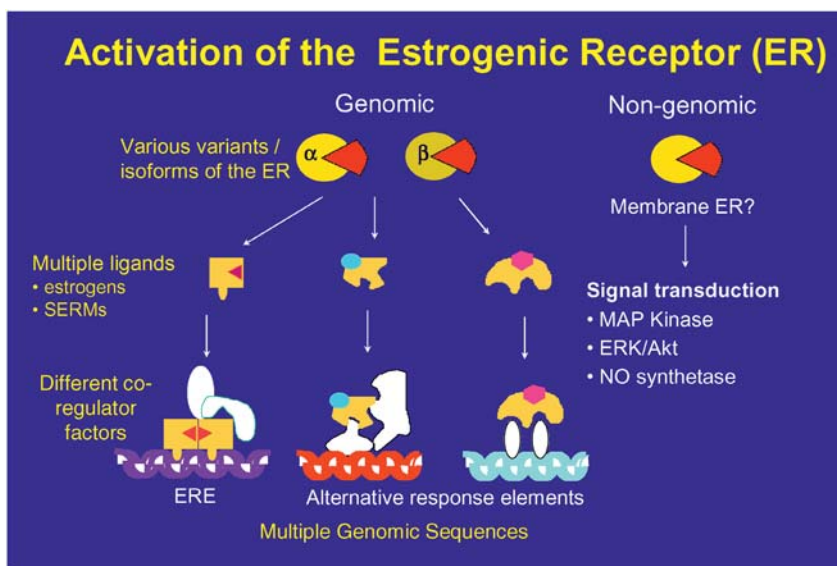 Activation of the Estrogenic Receptor (ER)
Genomic
Non-genomic
Various variants /
isoforms of the ER
α
β
Membrane ER?
Multiple ligands
• estrogens
• SERMs
Signal transduction
• MAP Kinase
• ERK/Akt
• NO synthetase
Different co-
regulator
factors
ERE
Alternative response elements
Multiple Genomic Sequences